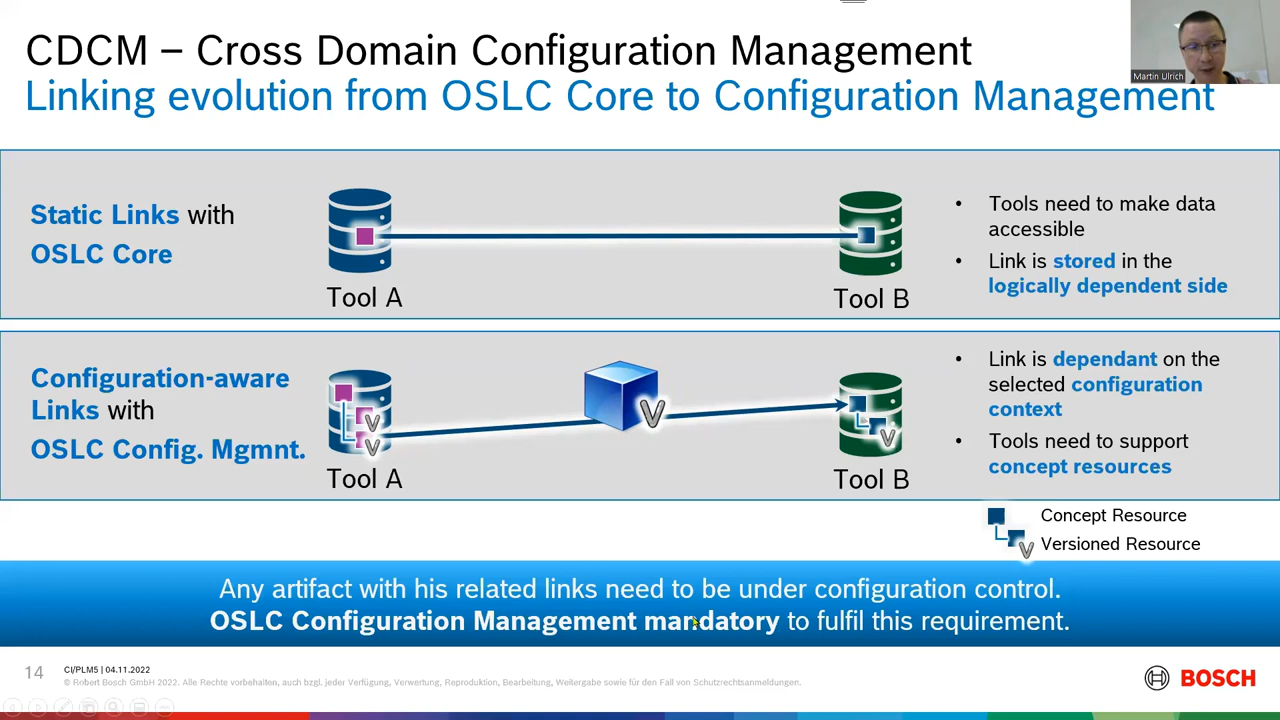 CDCM – Cross Domain Configuration Management
Martin Ulrich
Linking evolution from OSLC Core to Configuration Management
Static Links with
OSLC Core
Tool A
Tool B
• Tools need to make data
accessible
• Link is stored in the
logically dependent side
Configuration-aware
Links with
OSLC Config. Mgmnt.
V
V
V
V
Tool A
Tool B
• Link is dependant on the
selected configuration
context
• Tools need to support
concept resources
Concept Resource
V
Versioned Resource
Any artifact with his related links need to be under configuration control.
OSLC Configuration Management mandatory to fulfil this requirement.
14
CI/PLM5 | 04.11.2022
© Robert Bosch GmbH 2022. Alle Rechte vorbehalten, auch bzgl. jeder Verfügung, Verwertung, Reproduktion, Bearbeitung, Weitergabe sowie für den Fall von Schutzrechtsanmeldungen.
BOSCH